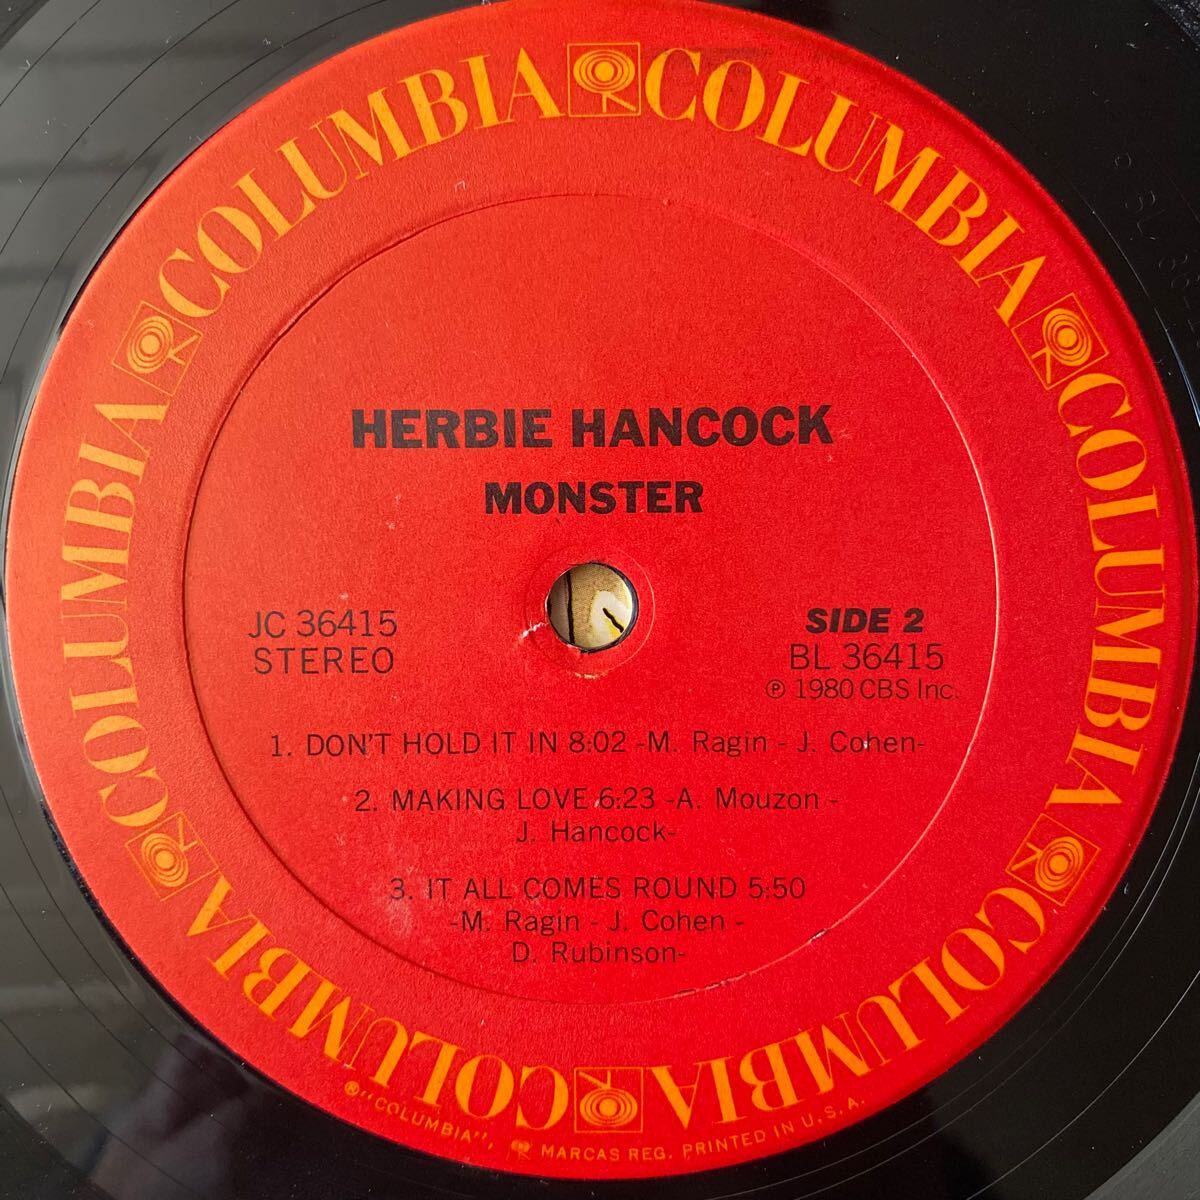 COLUMBIA COLUMBIA COLUMBIA COLUMBIA COLUMBIA COLUMBIA
HERBIE HANCOCK
MONSTER
JC 36415
STEREO
SIDE 2
BL 36415
℗ 1980 CBS Inc.
1. DON'T HOLD IT IN 8:02 -M. Ragin - J. Cohen-
2. MAKING LOVE 6:23 -A. Mouzon -
J. Hancock-
3. IT ALL COMES ROUND 5:50
-M. Ragin - J. Cohen -
D. Rubinson-
®"COLUMBIA", MARCAS REG. PRINTED IN U.S.A.